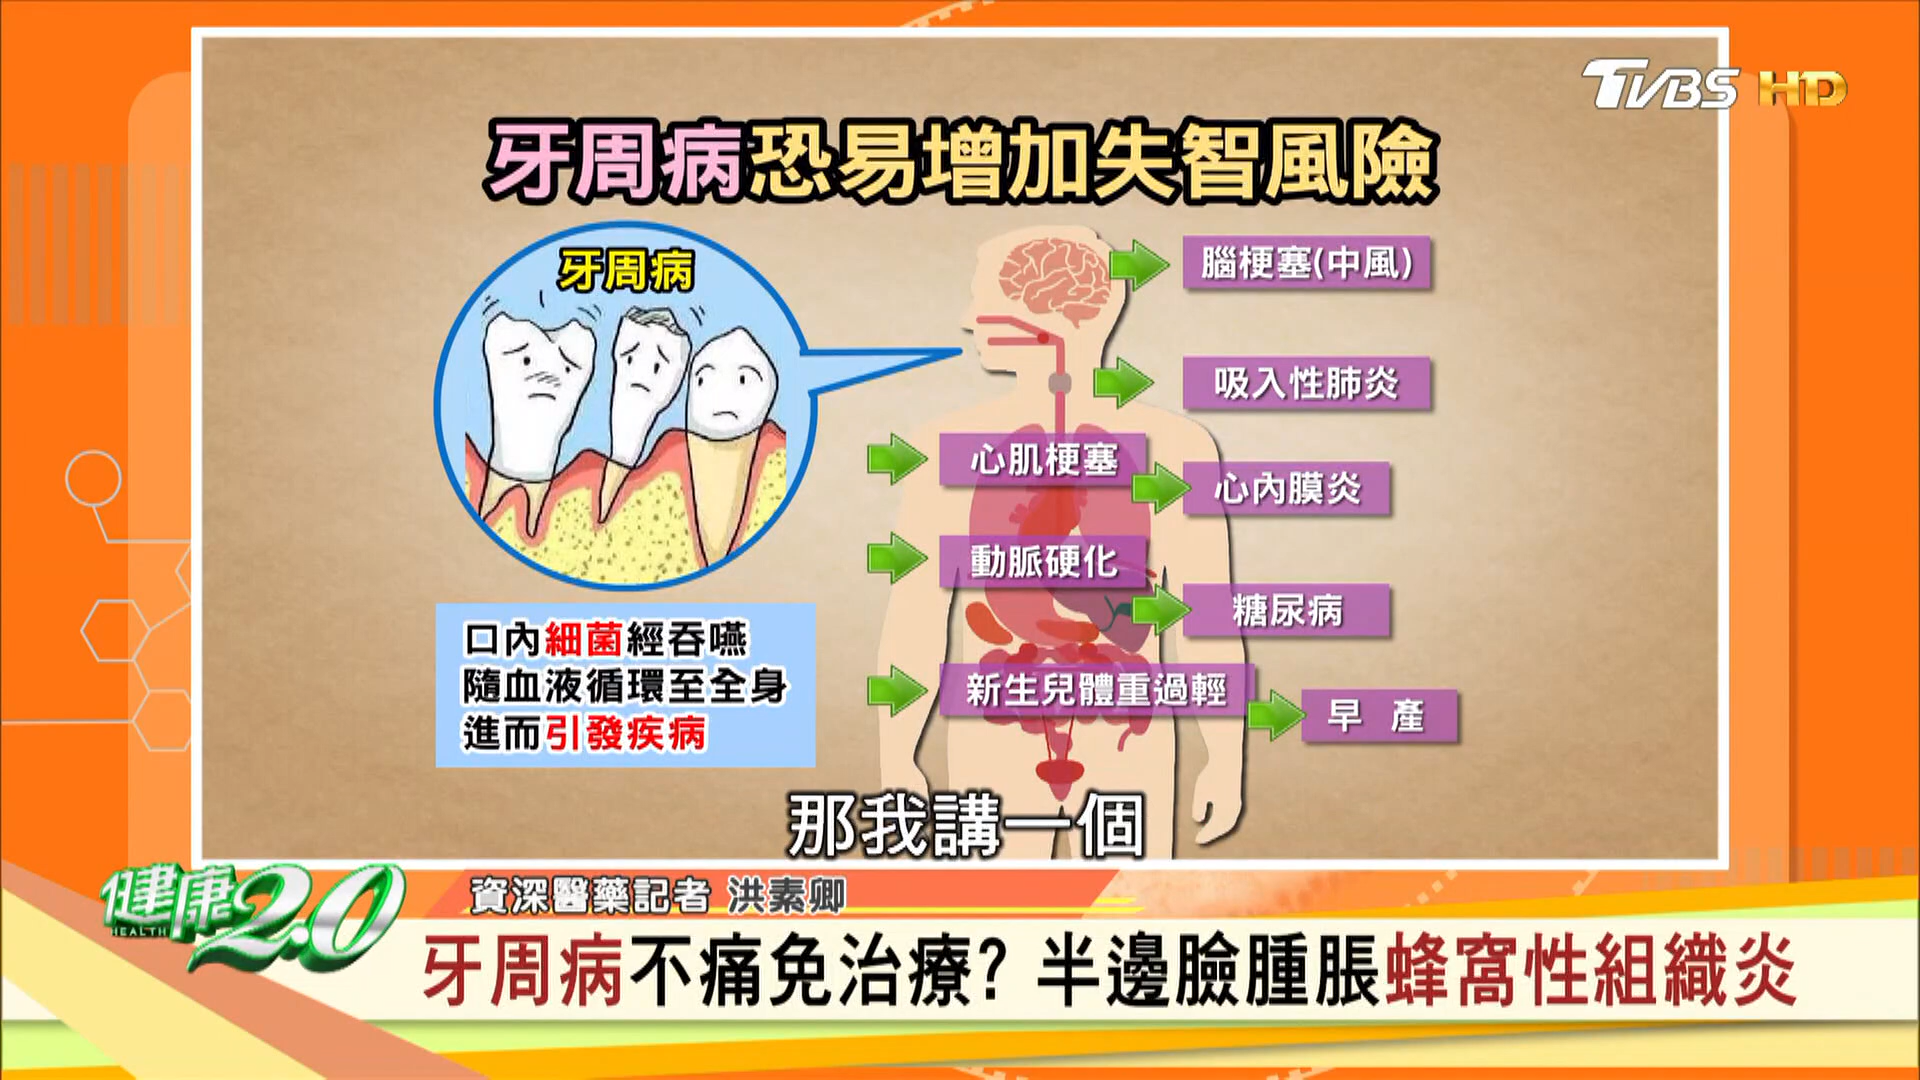 TVBS HD
牙周病恐易增加失智風險
牙周病
腦梗塞(中風)
吸入性肺炎
心肌梗塞
心內膜炎
動脈硬化
糖尿病
新生兒體重過輕
早 產
口內細菌經吞嚥
隨血液循環至全身
進而引發疾病
那我講一個
健康2.0
HEALTH
資深醫藥記者 洪素卿
牙周病不痛免治療? 半邊臉腫脹蜂窩性組織炎